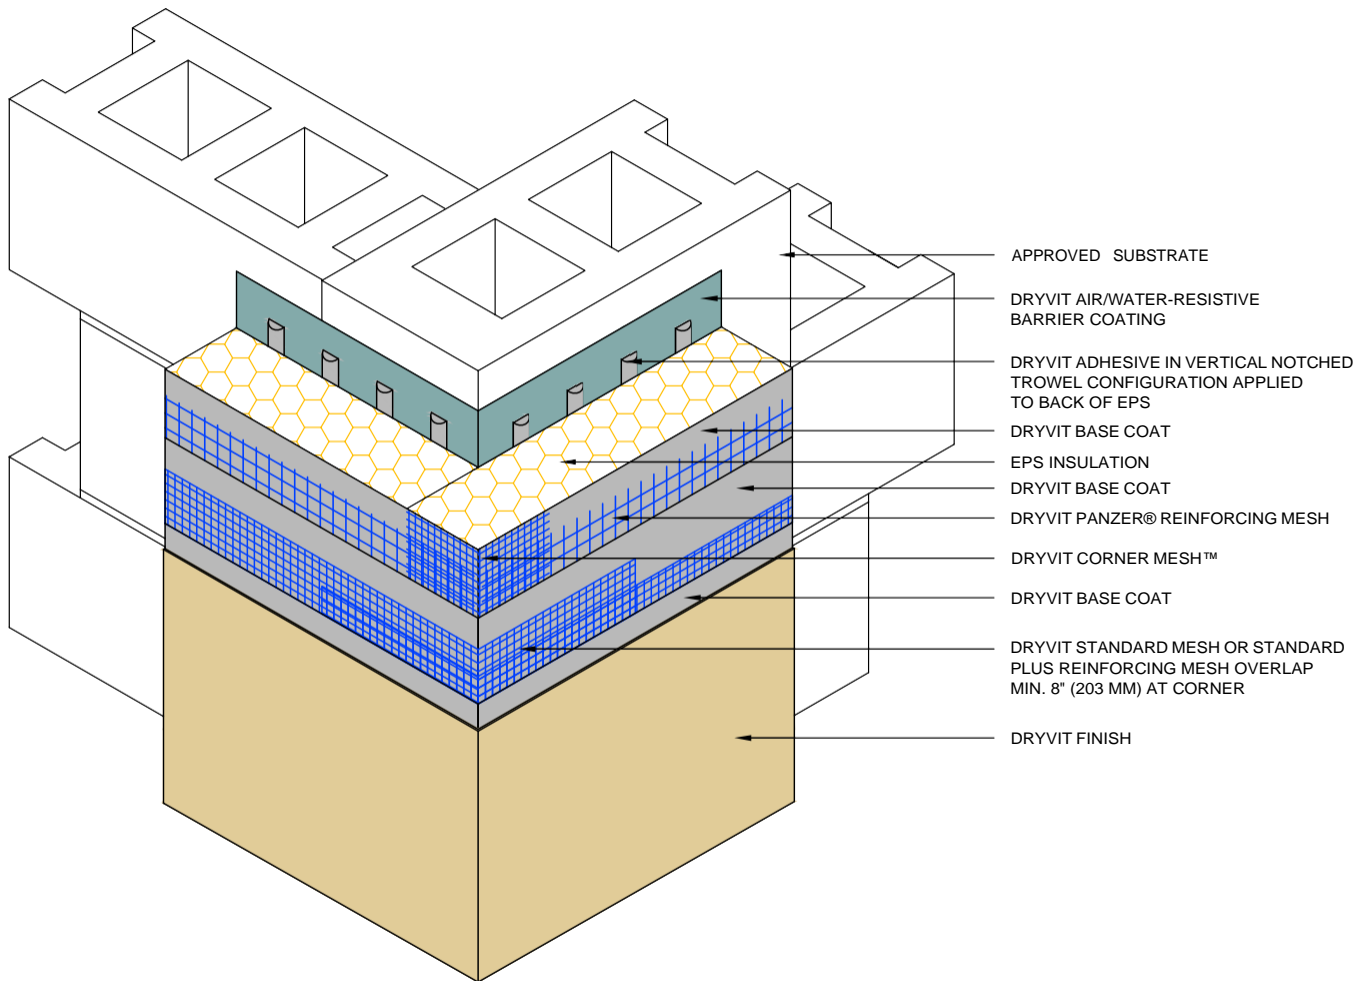 APPROVED SUBSTRATE
DRYVIT AIR/WATER-RESISTIVE
BARRIER COATING
DRYVIT ADHESIVE IN VERTICAL NOTCHED
TROWEL CONFIGURATION APPLIED
TO BACK OF EPS
DRYVIT BASE COAT
EPS INSULATION
DRYVIT BASE COAT
DRYVIT PANZER® REINFORCING MESH
DRYVIT CORNER MESH™
DRYVIT BASE COAT
DRYVIT STANDARD MESH OR STANDARD
PLUS REINFORCING MESH OVERLAP
MIN. 8" (203 MM) AT CORNER
DRYVIT FINISH